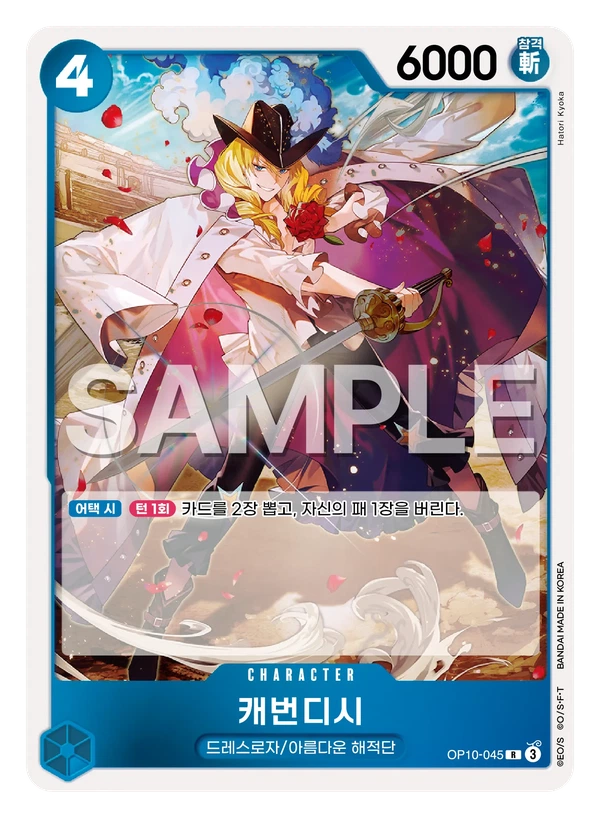 4
6000
참격
斬
Hatori Kyoka
SAMPLE
어택 시 턴 1회 카드를 2장 뽑고, 자신의 패 1장을 버린다.
CHARACTER
캐번디시
드레스로자/아름다운 해적단
OP10-045 R 3
©EO/S ©O/S·F·T BANDAI MADE IN KOREA